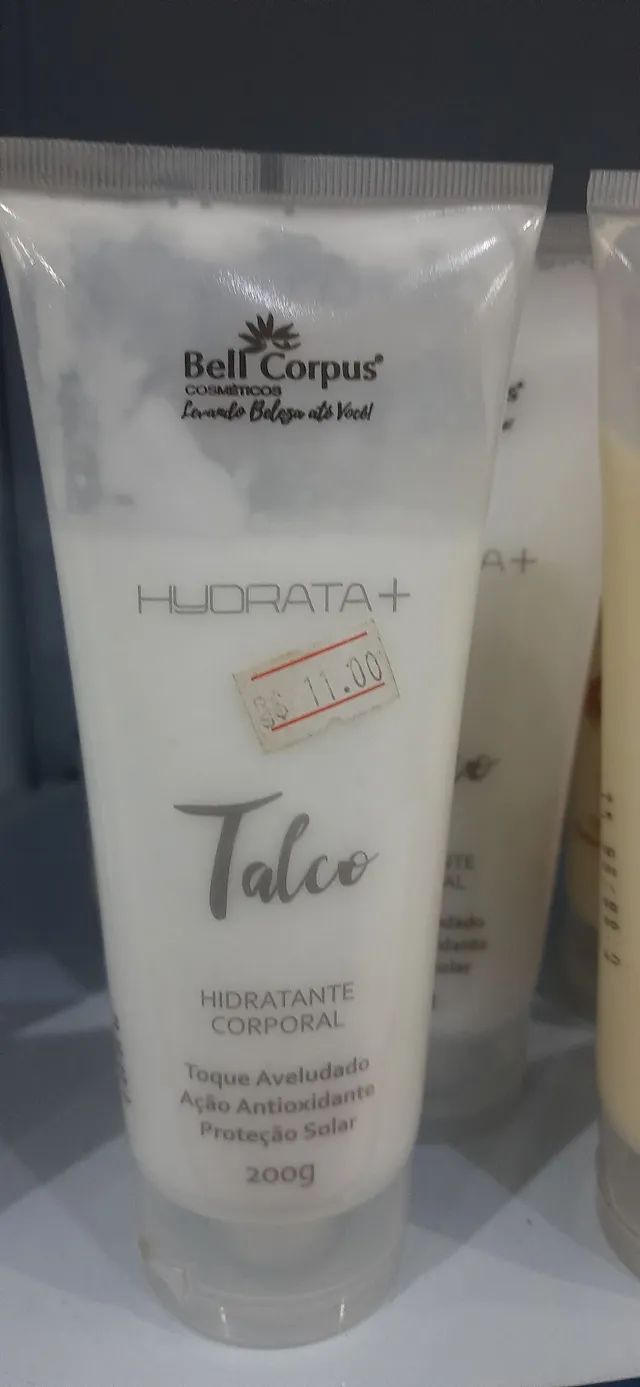 Bell Corpus®
COSMÉTICOS
Levando Beleza até Você!
HYDRATA+
R$ 11.00
Talco
HIDRATANTE
CORPORAL
Toque Aveludado
Ação Antioxidante
Proteção Solar
200g
A+